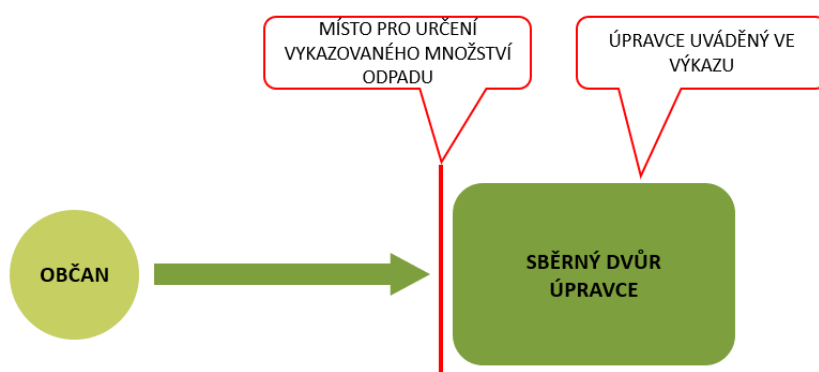 MÍSTO PRO URČENÍ
VYKAZOVANÉHO MNOŽSTVÍ
ODPADU
ÚPRAVCE UVÁDĚNÝ VE
VÝKAZU
OBČAN
SBĚRNÝ DVŮR
ÚPRAVCE